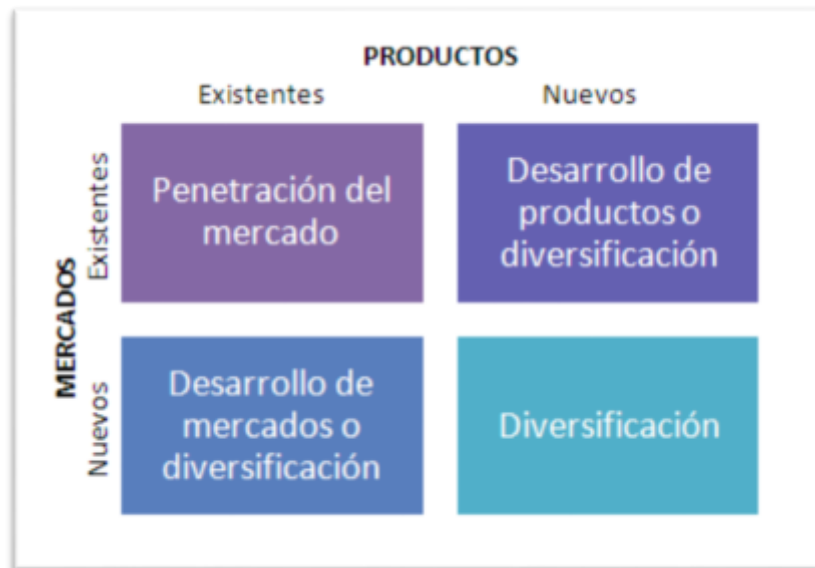 PRODUCTOS
Existentes
Nuevos
MERCADOS
Existentes
Penetración del
mercado
Desarrollo de
productos o
diversificación
Nuevos
Desarrollo de
mercados o
diversificación
Diversificación